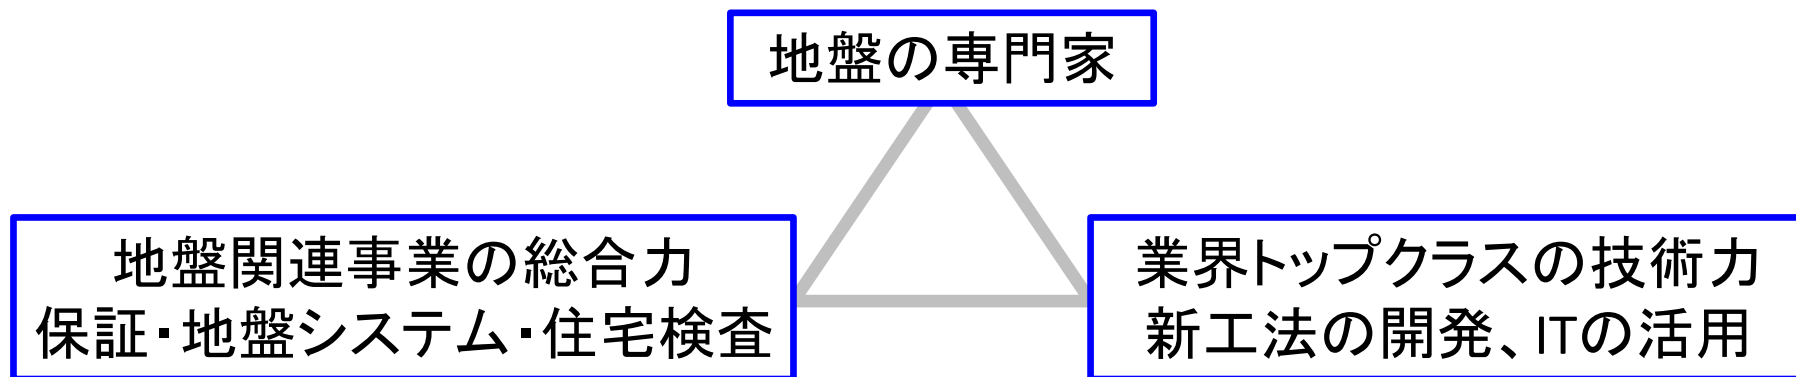 地盤の専門家
地盤関連事業の総合力
保証・地盤システム・住宅検査
業界トップクラスの技術力
新工法の開発、ITの活用